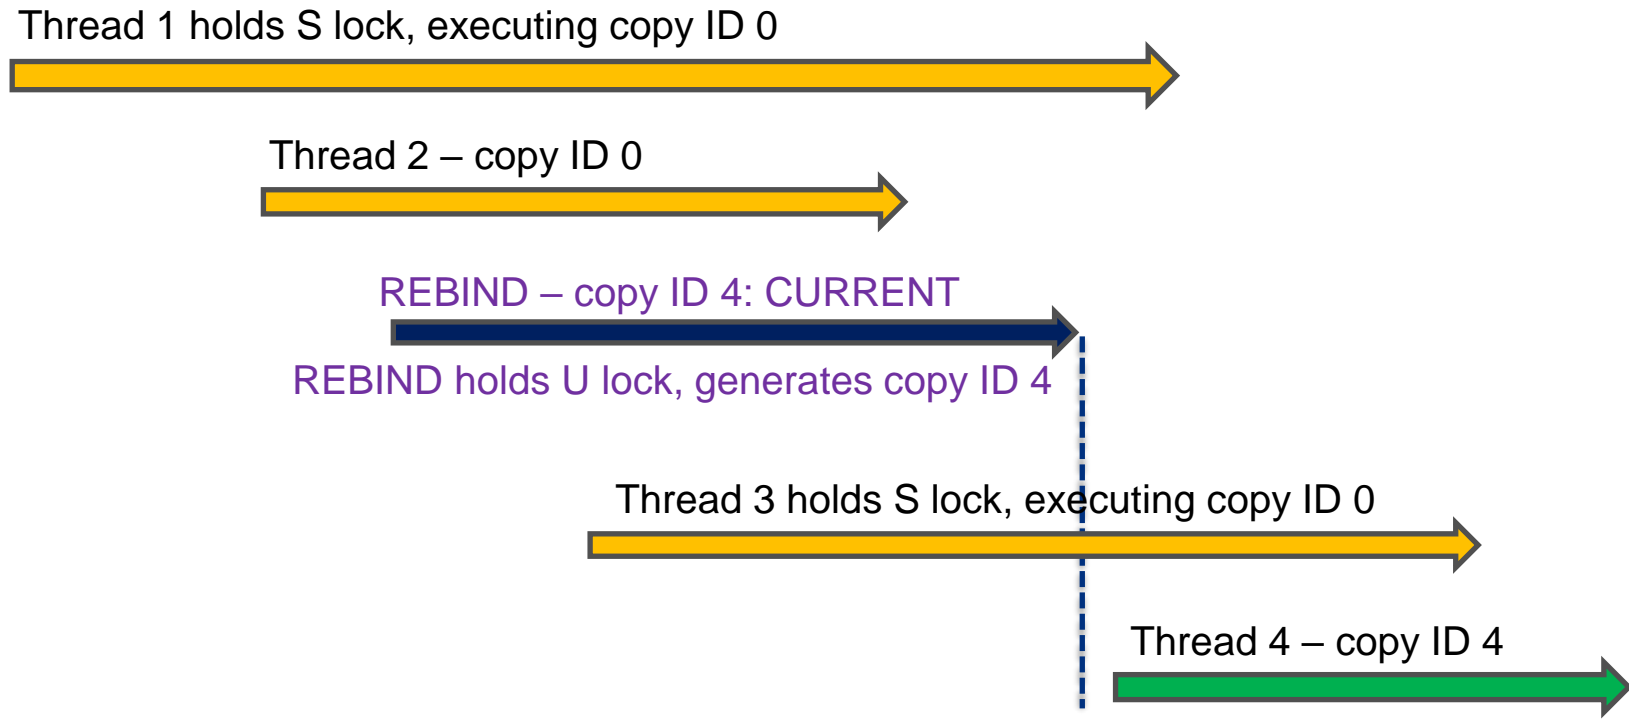 Thread 1 holds S lock, executing copy ID 0
Thread 2 – copy ID 0
REBIND – copy ID 4: CURRENT
REBIND holds U lock, generates copy ID 4
Thread 3 holds S lock, executing copy ID 0
Thread 4 – copy ID 4